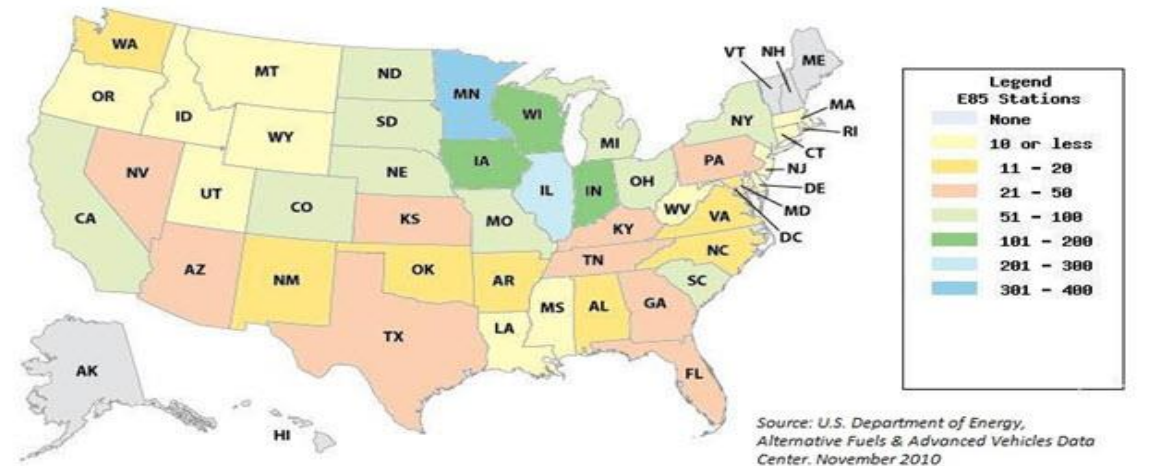 WA
MT
ND
MN
VT
NH
ME
OR
ID
SD
WI
NY
MA
RI
WY
MI
CT
NJ
NV
UT
NE
IA
PA
DE
CA
CO
IL
IN
OH
MD
DC
KS
MO
WV
VA
KY
AZ
NM
OK
AR
TN
NC
SC
TX
LA
MS
AL
GA
FL
AK
HI
Legend
E85 Stations
None
10 or less
11 - 20
21 - 50
51 - 100
101 - 200
201 - 300
301 - 400
Source: U.S. Department of Energy,
Alternative Fuels & Advanced Vehicles Data
Center. November 2010